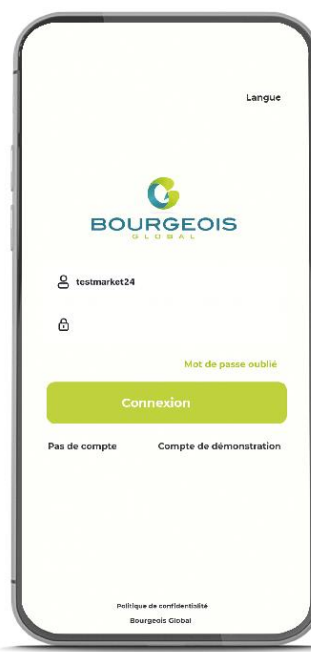 Langue
BOURGEOIS
GLOBAL
testmarket24
Mot de passe oublié
Connexion
Pas de compte
Compte de démonstration
Politique de confidentialité
Bourgeois Global